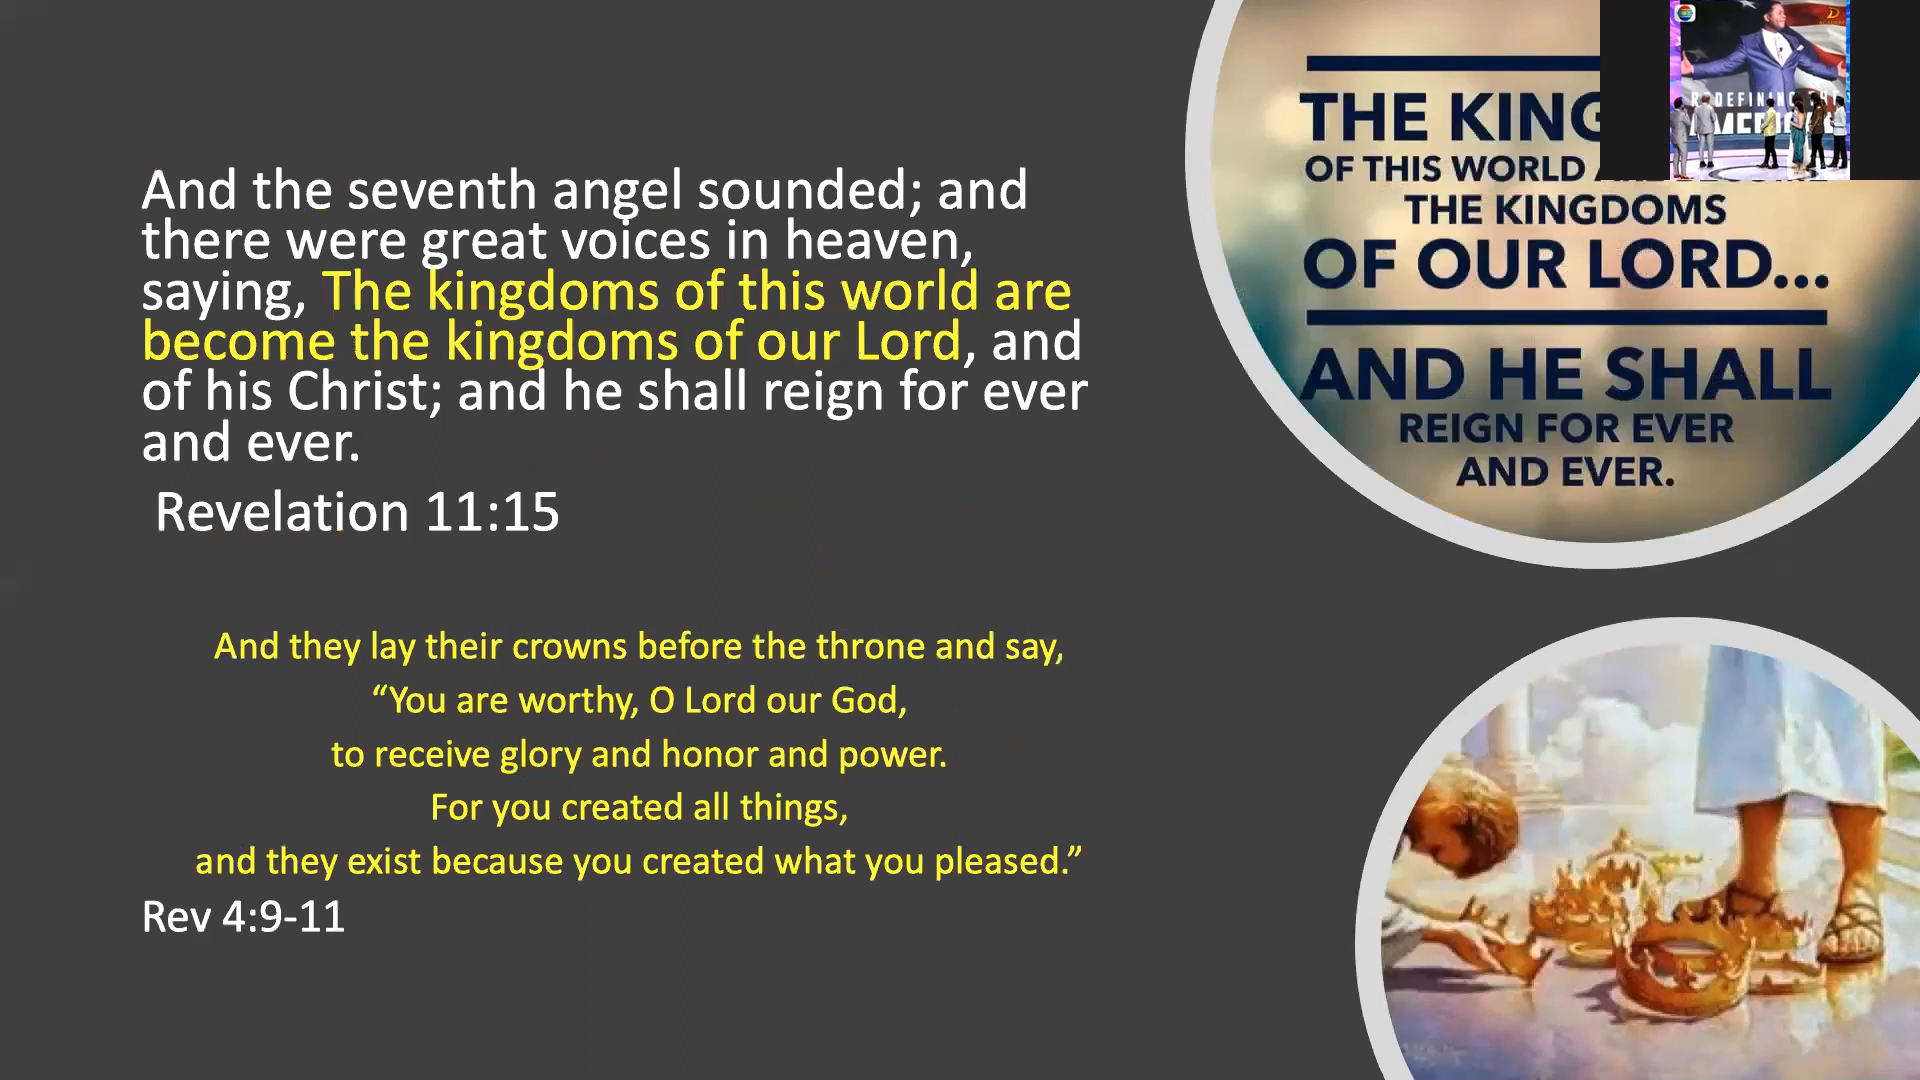 And the seventh angel sounded; and
there were great voices in heaven,
saying, The kingdoms of this world are
become the kingdoms of our Lord, and
of his Christ; and he shall reign for ever
and ever.
Revelation 11:15
And they lay their crowns before the throne and say,
“You are worthy, O Lord our God,
to receive glory and honor and power.
For you created all things,
and they exist because you created what you pleased.”
Rev 4:9-11
THE KING
OF THIS WORLD
THE KINGDOMS
OF OUR LORD...
AND HE SHALL
REIGN FOR EVER
AND EVER.